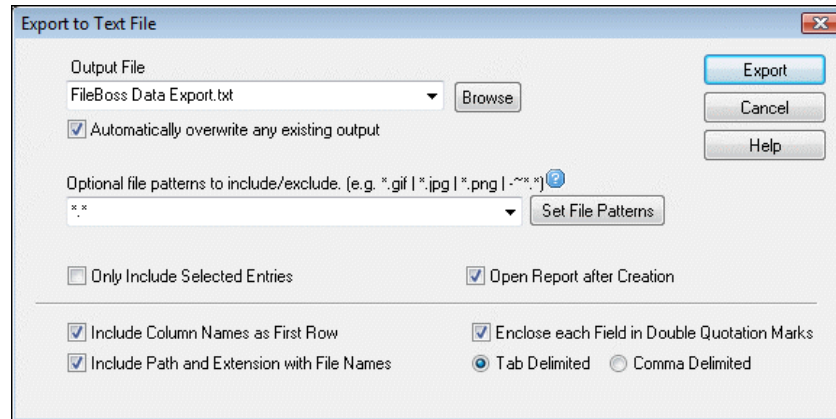 Export to Text File
Output File
Export
FileBoss Data Export.txt
Browse
Cancel
Automatically overwrite any existing output
Help
Optional file patterns to include/exclude. (e.g. *.gif | *.jpg | *.png | -~*.*)
?
*.*
Set File Patterns
Only Include Selected Entries
Open Report after Creation
Include Column Names as First Row
Enclose each Field in Double Quotation Marks
Include Path and Extension with File Names
Tab Delimited
Comma Delimited